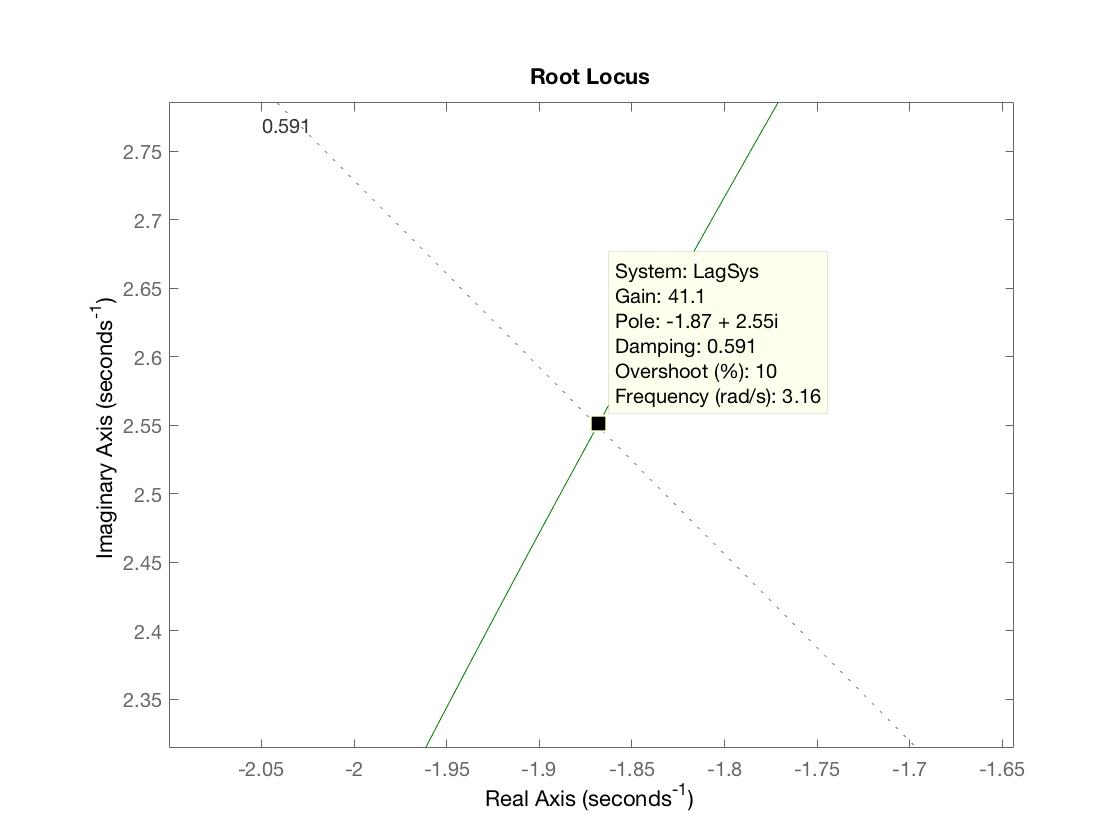 Root Locus
0.591
2.75
2.7
2.65
2.6
2.55
2.5
2.45
2.4
2.35
Imaginary Axis (seconds⁻¹)
System: LagSys
Gain: 41.1
Pole: -1.87 + 2.55i
Damping: 0.591
Overshoot (%): 10
Frequency (rad/s): 3.16
-2.05 -2 -1.95 -1.9 -1.85 -1.8 -1.75 -1.7 -1.65
Real Axis (seconds⁻¹)